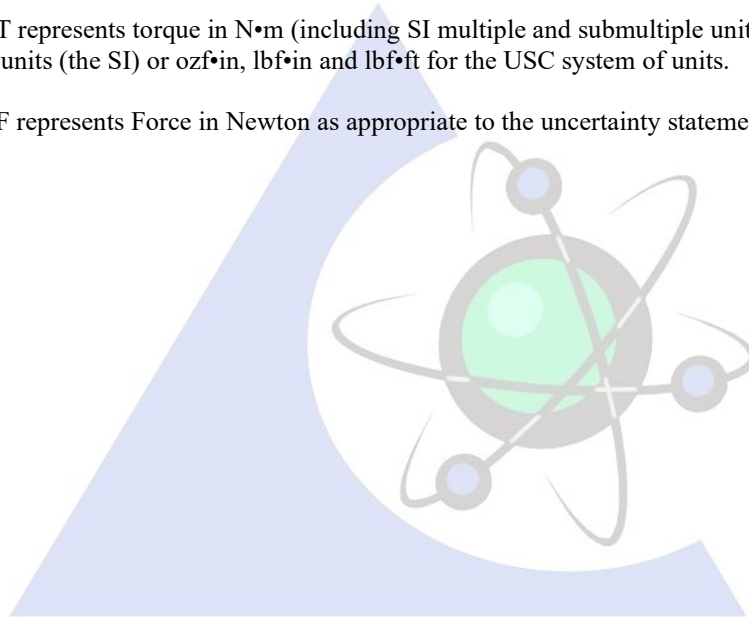 T represents torque in N•m (including SI multiple and submultiple unit
units (the SI) or ozf•in, lbf•in and lbf•ft for the USC system of units.
F represents Force in Newton as appropriate to the uncertainty stateme